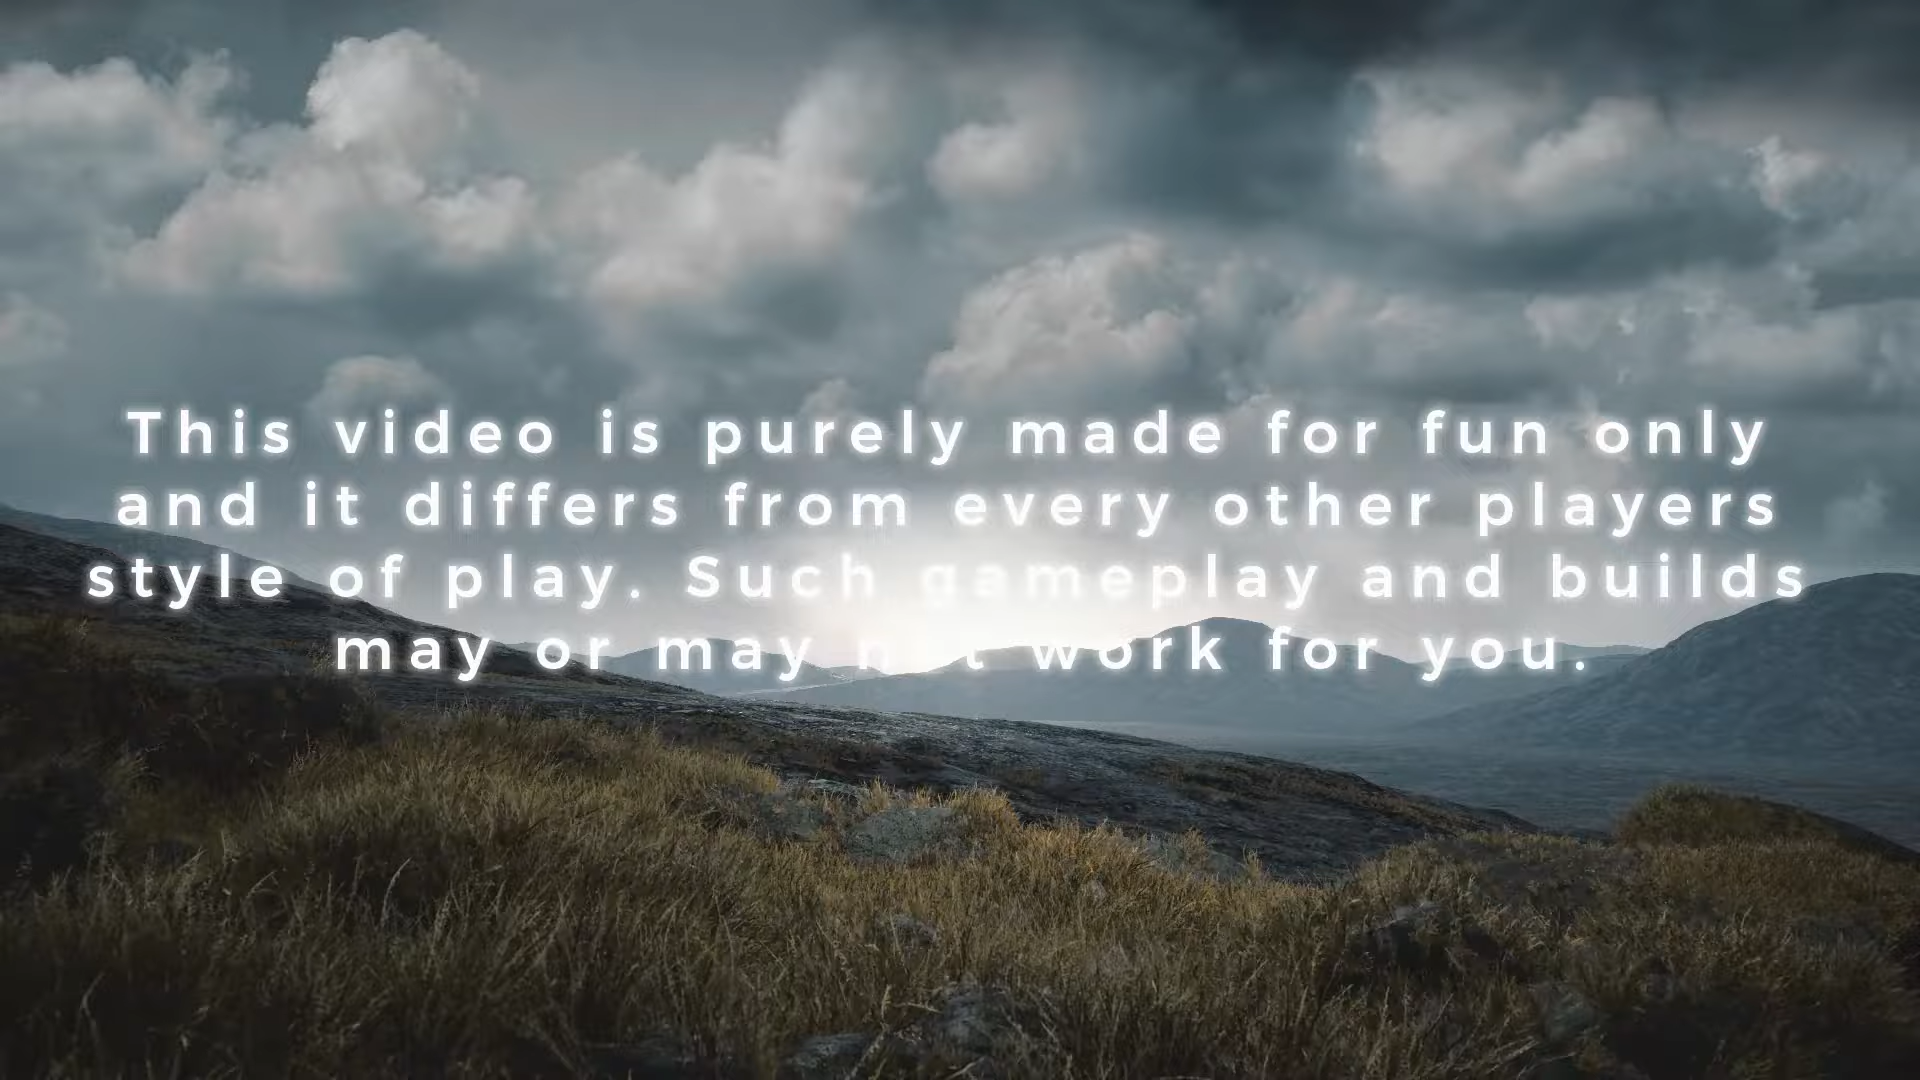 This video is purely made for fun only
and it differs from every other players
style of play. Such gameplay and builds
may or may not work for you.